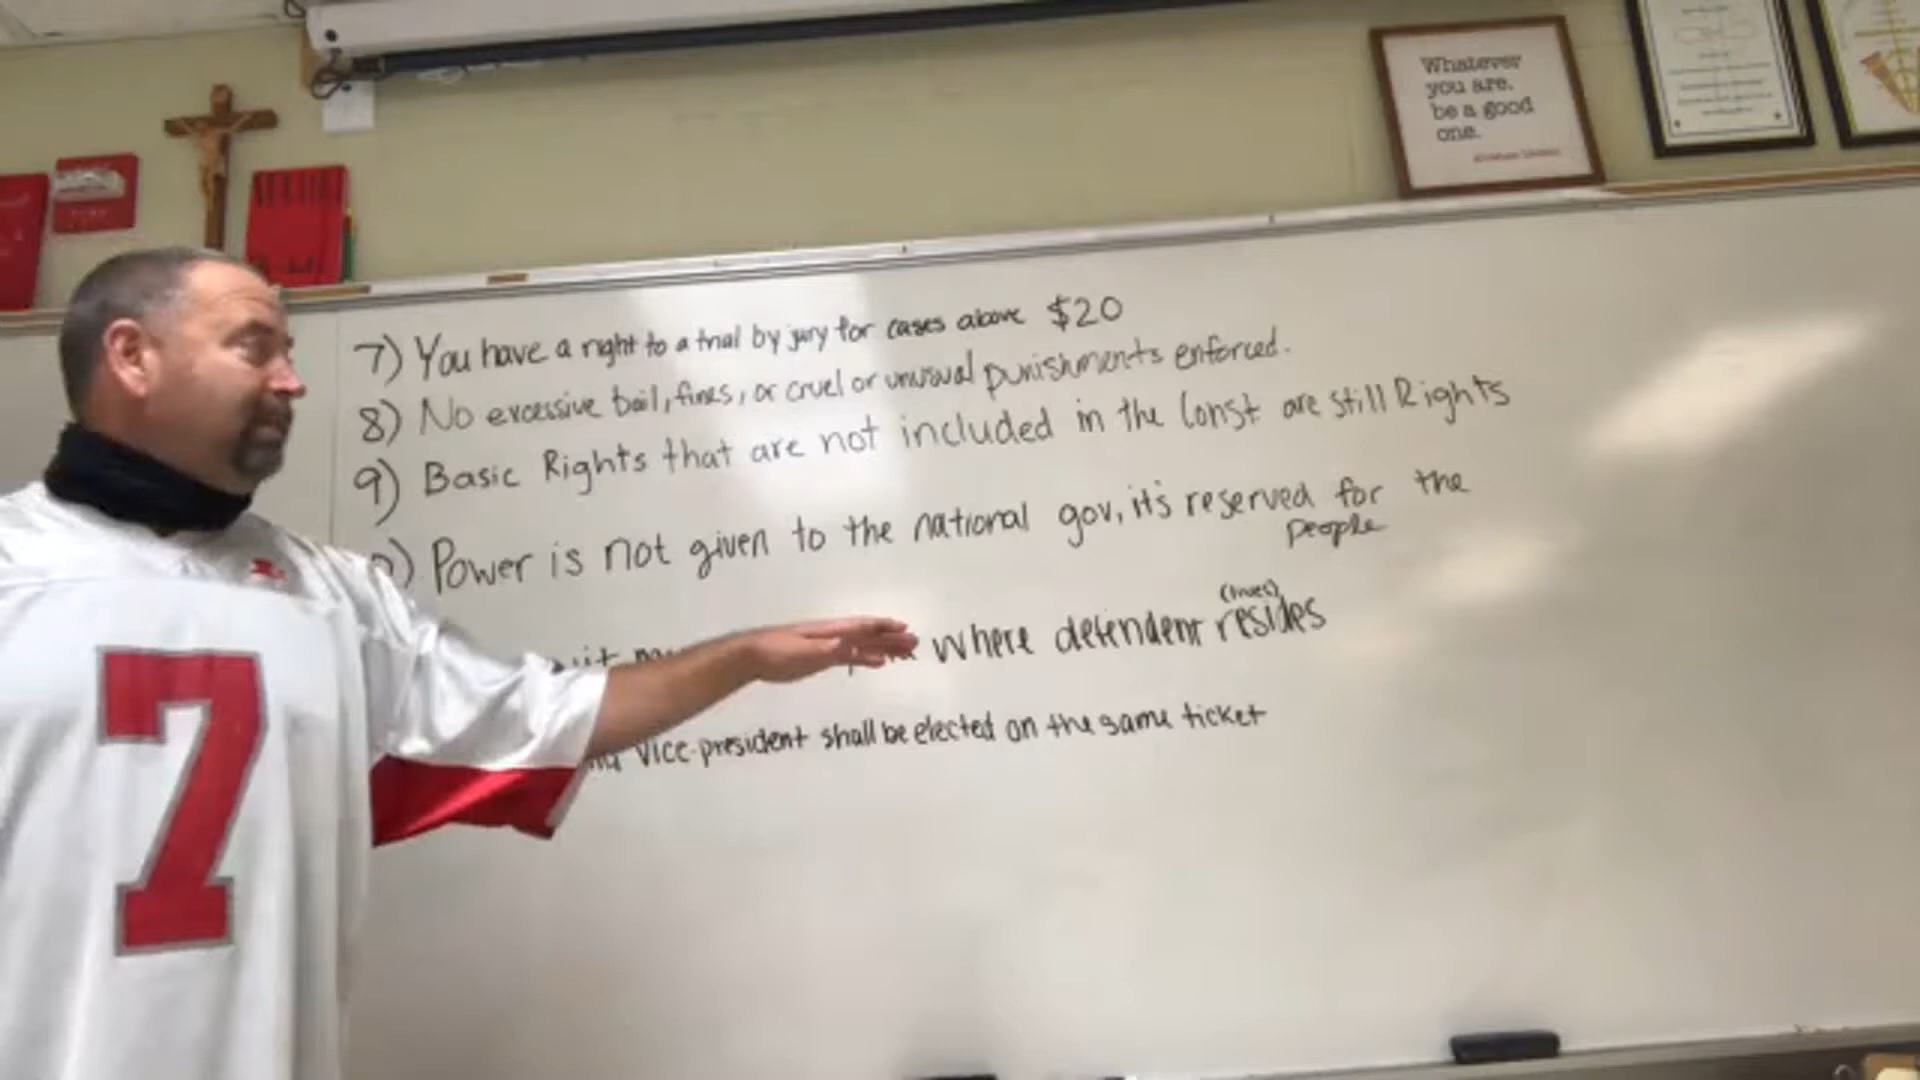 Whatever
you are,
be a good
one.
7) You have a right to a trial by jury for cases above $20
8) No excessive bail, fines, or cruel or unusual punishments enforced.
9) Basic Rights that are not included in the Const are still Rights
) Power is not given to the national gov, it's reserved for the
people
(lives)
where defendent resides
Vice-president shall be elected on the same ticket
7